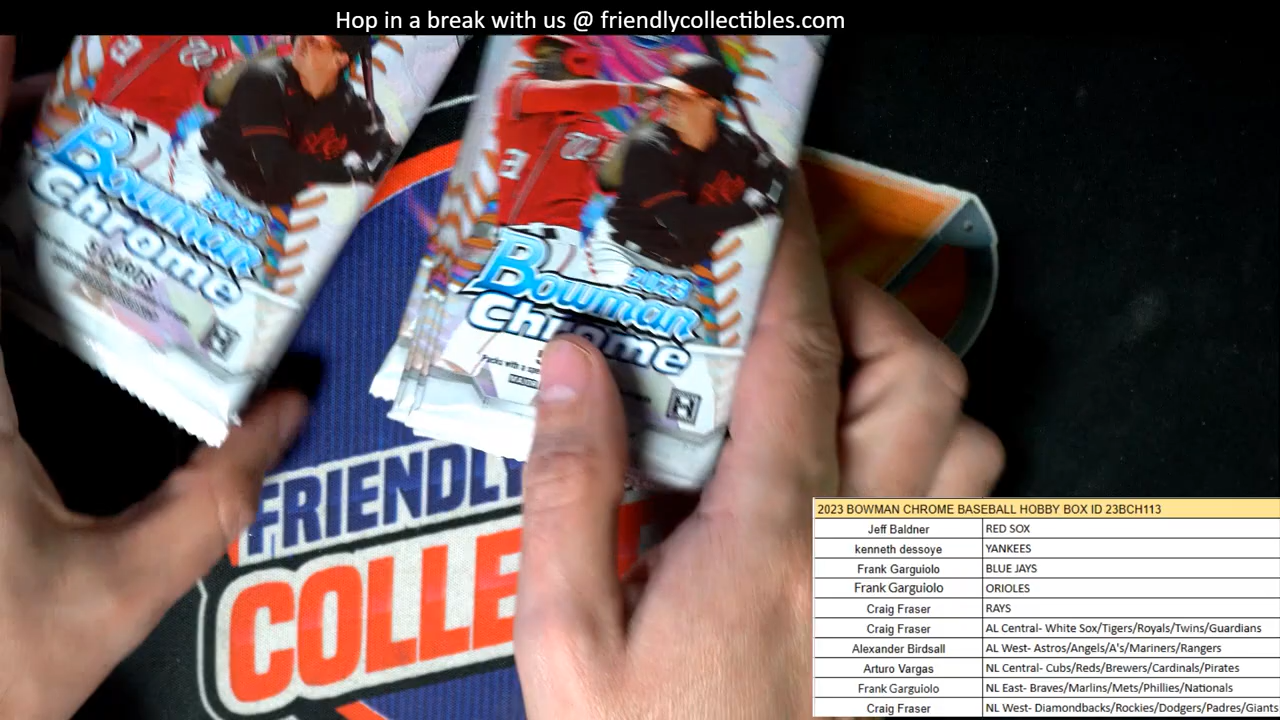 Hop in a break with us @ friendlycollectibles.com
Bowman
2023
Chrome
5 CARDS
2023
Bowman
Chrome
FRIENDLY
COLLE
2023 BOWMAN CHROME BASEBALL HOBBY BOX ID 23BCH113
Jeff Baldner RED SOX
kenneth dessoye YANKEES
Frank Garguiolo BLUE JAYS
Frank Garguiolo ORIOLES
Craig Fraser RAYS
Craig Fraser AL Central- White Sox/Tigers/Royals/Twins/Guardians
Alexander Birdsall AL West- Astros/Angels/A's/Mariners/Rangers
Arturo Vargas NL Central- Cubs/Reds/Brewers/Cardinals/Pirates
Frank Garguiolo NL East- Braves/Marlins/Mets/Phillies/Nationals
Craig Fraser NL West- Diamondbacks/Rockies/Dodgers/Padres/Giants